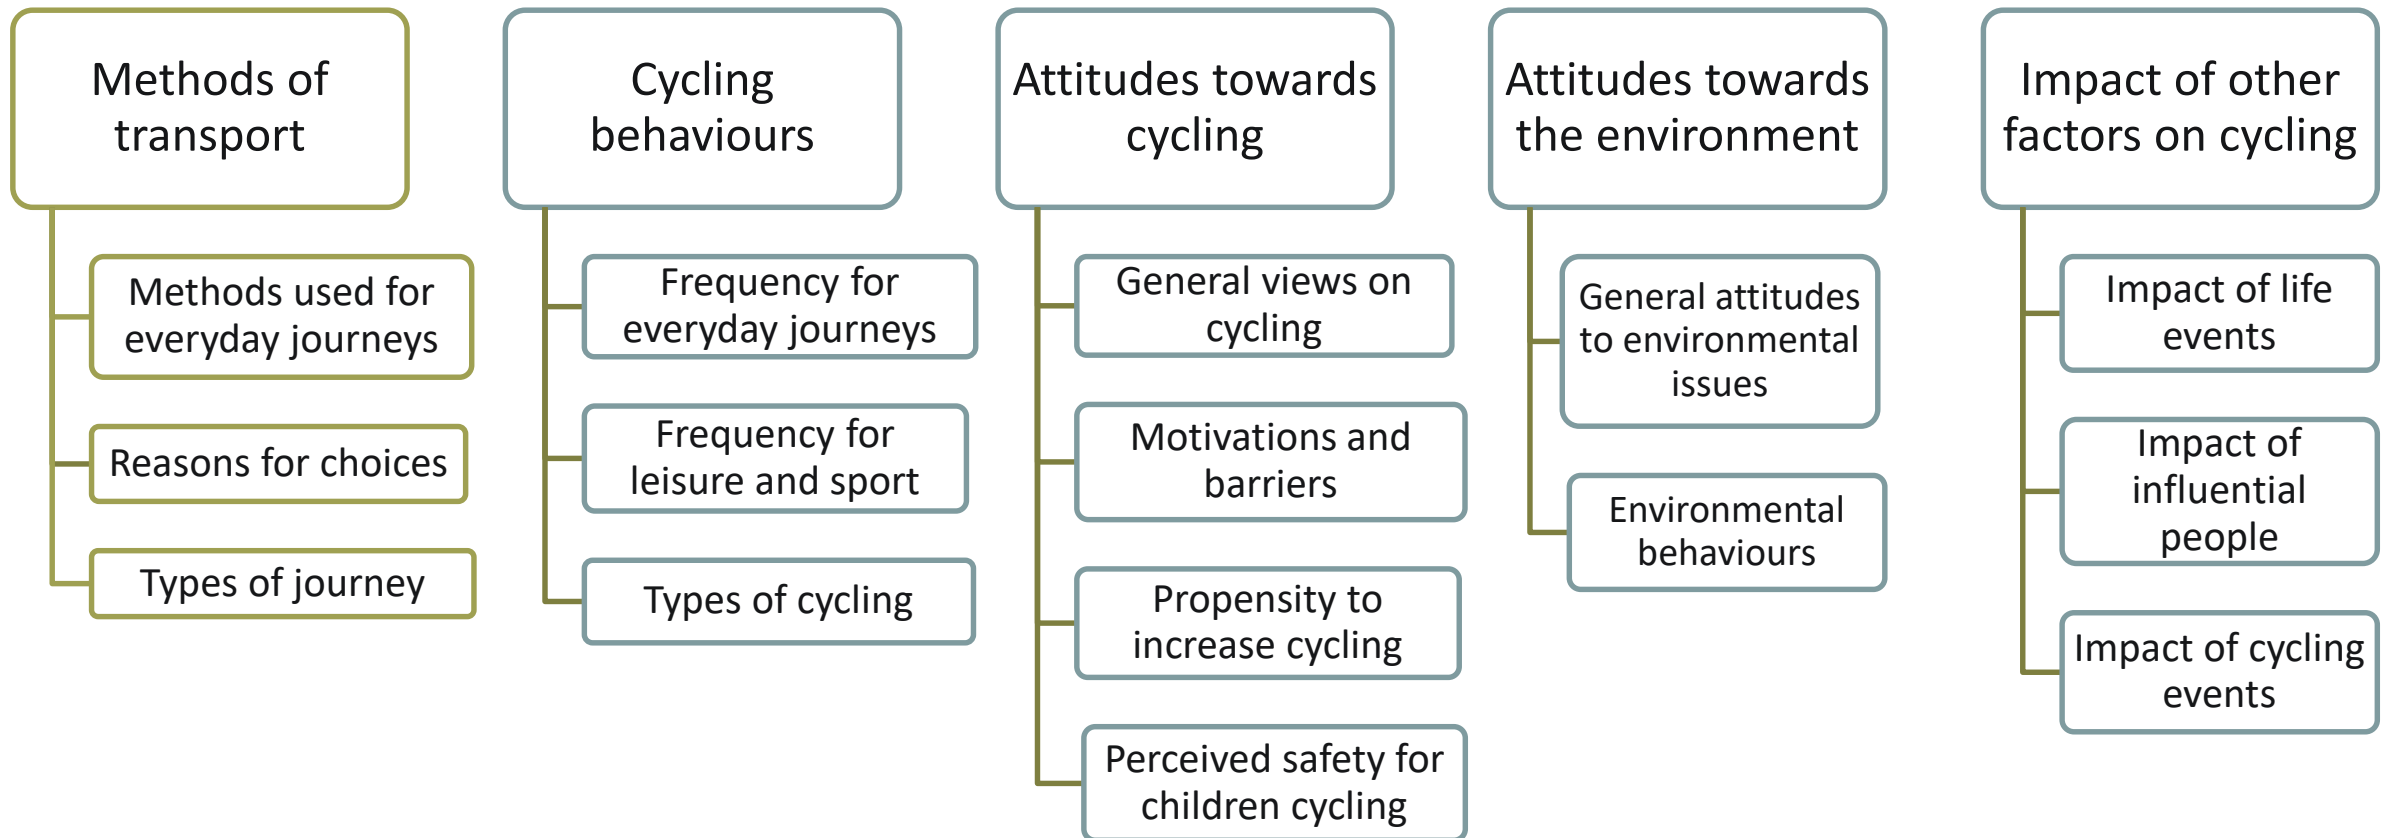 Methods of
transport
Methods used for
everyday journeys
Reasons for choices
Types of journey
Cycling
behaviours
Frequency for
everyday journeys
Frequency for
leisure and sport
Types of cycling
Attitudes towards
cycling
General views on
cycling
Motivations and
barriers
Propensity to
increase cycling
Perceived safety for
children cycling
Attitudes towards
the environment
General attitudes
to environmental
issues
Environmental
behaviours
Impact of other
factors on cycling
Impact of life
events
Impact of
influential
people
Impact of cycling
events